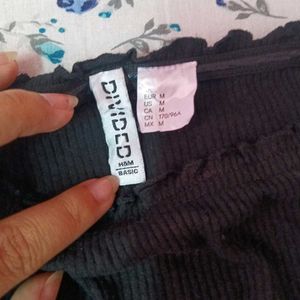 DIVIDED
H&M
BASIC
EUR M
US M
CA M
CN 170/96A
MX M